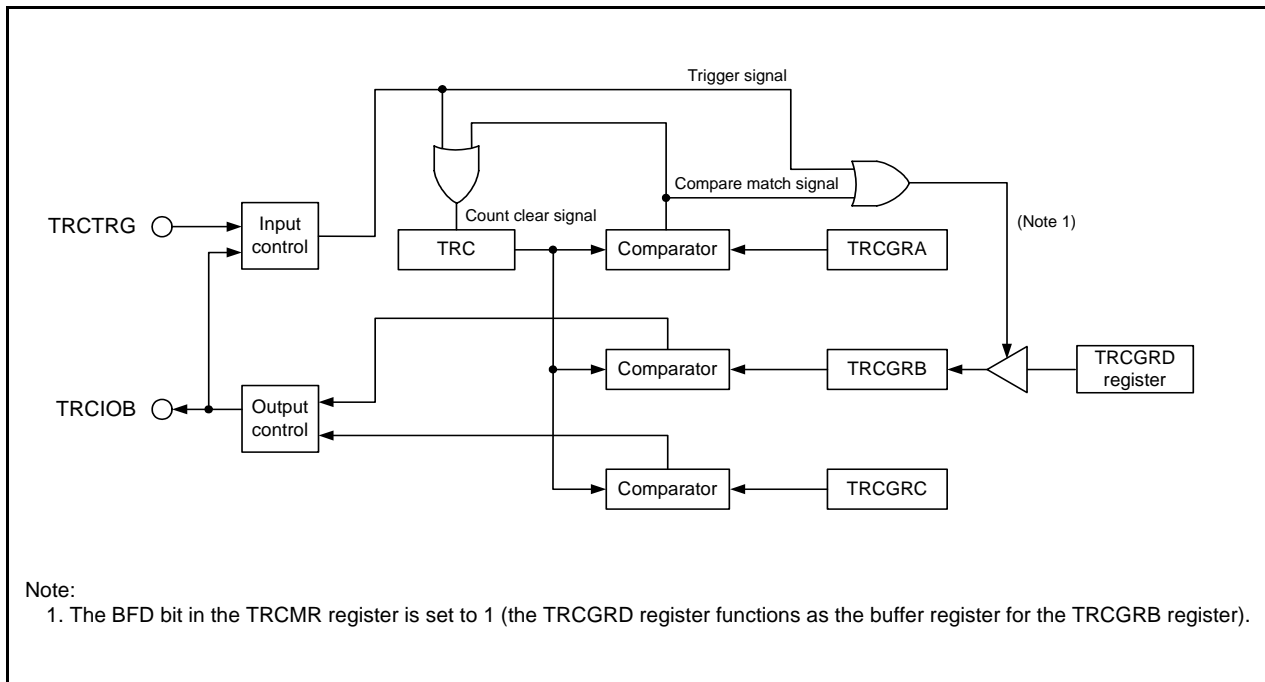 Trigger signal
Compare match signal
TRCTRG
Input
control
Count clear signal
(Note 1)
TRC
Comparator
TRCGRA
Comparator
TRCGRB
TRCGRD
register
TRCIOB
Output
control
Comparator
TRCGRC
Note:
1. The BFD bit in the TRCMR register is set to 1 (the TRCGRD register functions as the buffer register for the TRCGRB register).